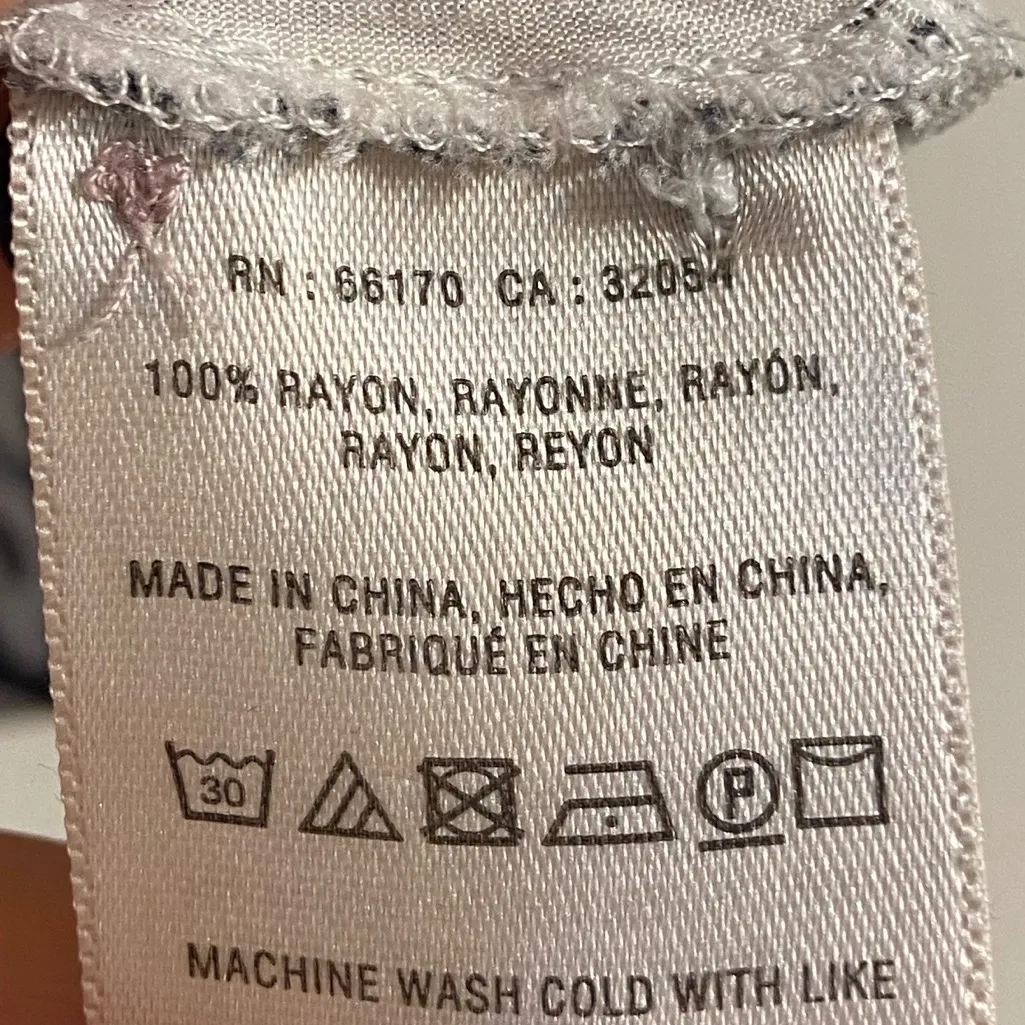 RN : 66170 CA : 32054
100% RAYON, RAYONNE, RAYÓN,
RAYON, REYON
MADE IN CHINA, HECHO EN CHINA,
FABRIQUÉ EN CHINE
30
P
MACHINE WASH COLD WITH LIKE